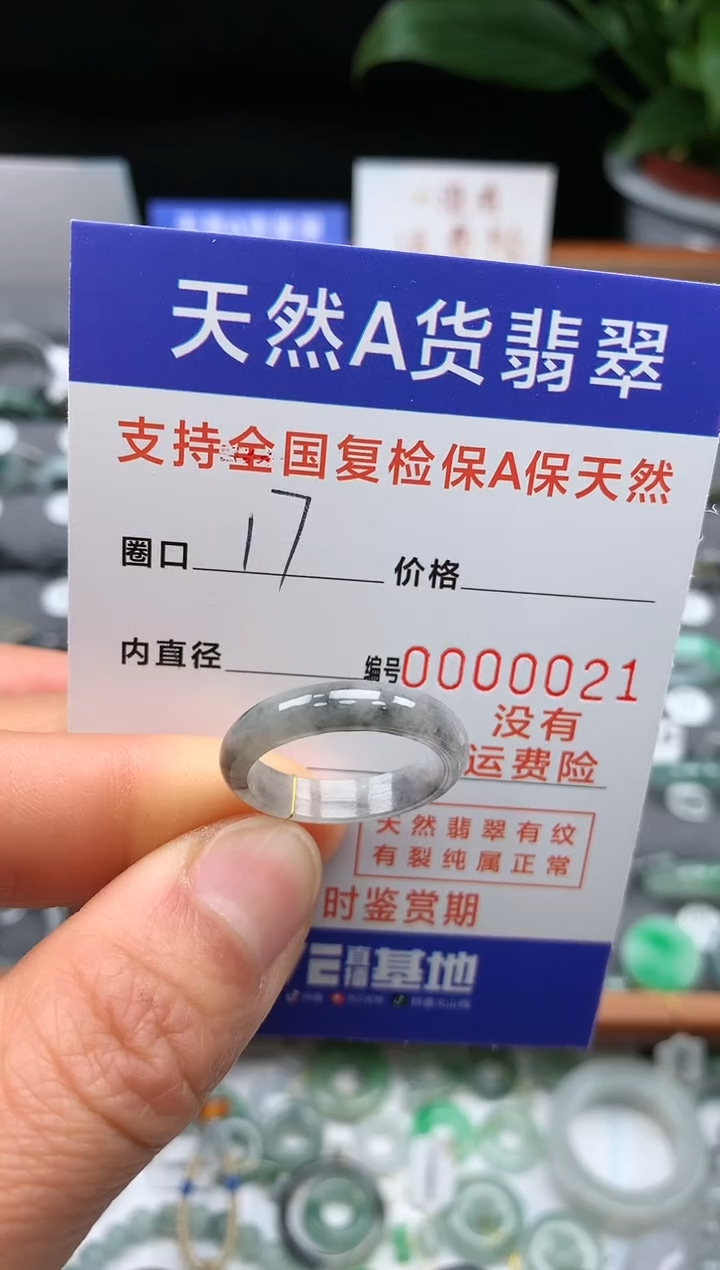 天然A货翡翠
支持全国复检保A保天然
圈口 17 价格
内直径 编号0000021
没有
运费险
天然翡翠有纹
有裂纯属正常
时鉴赏期
直播基地